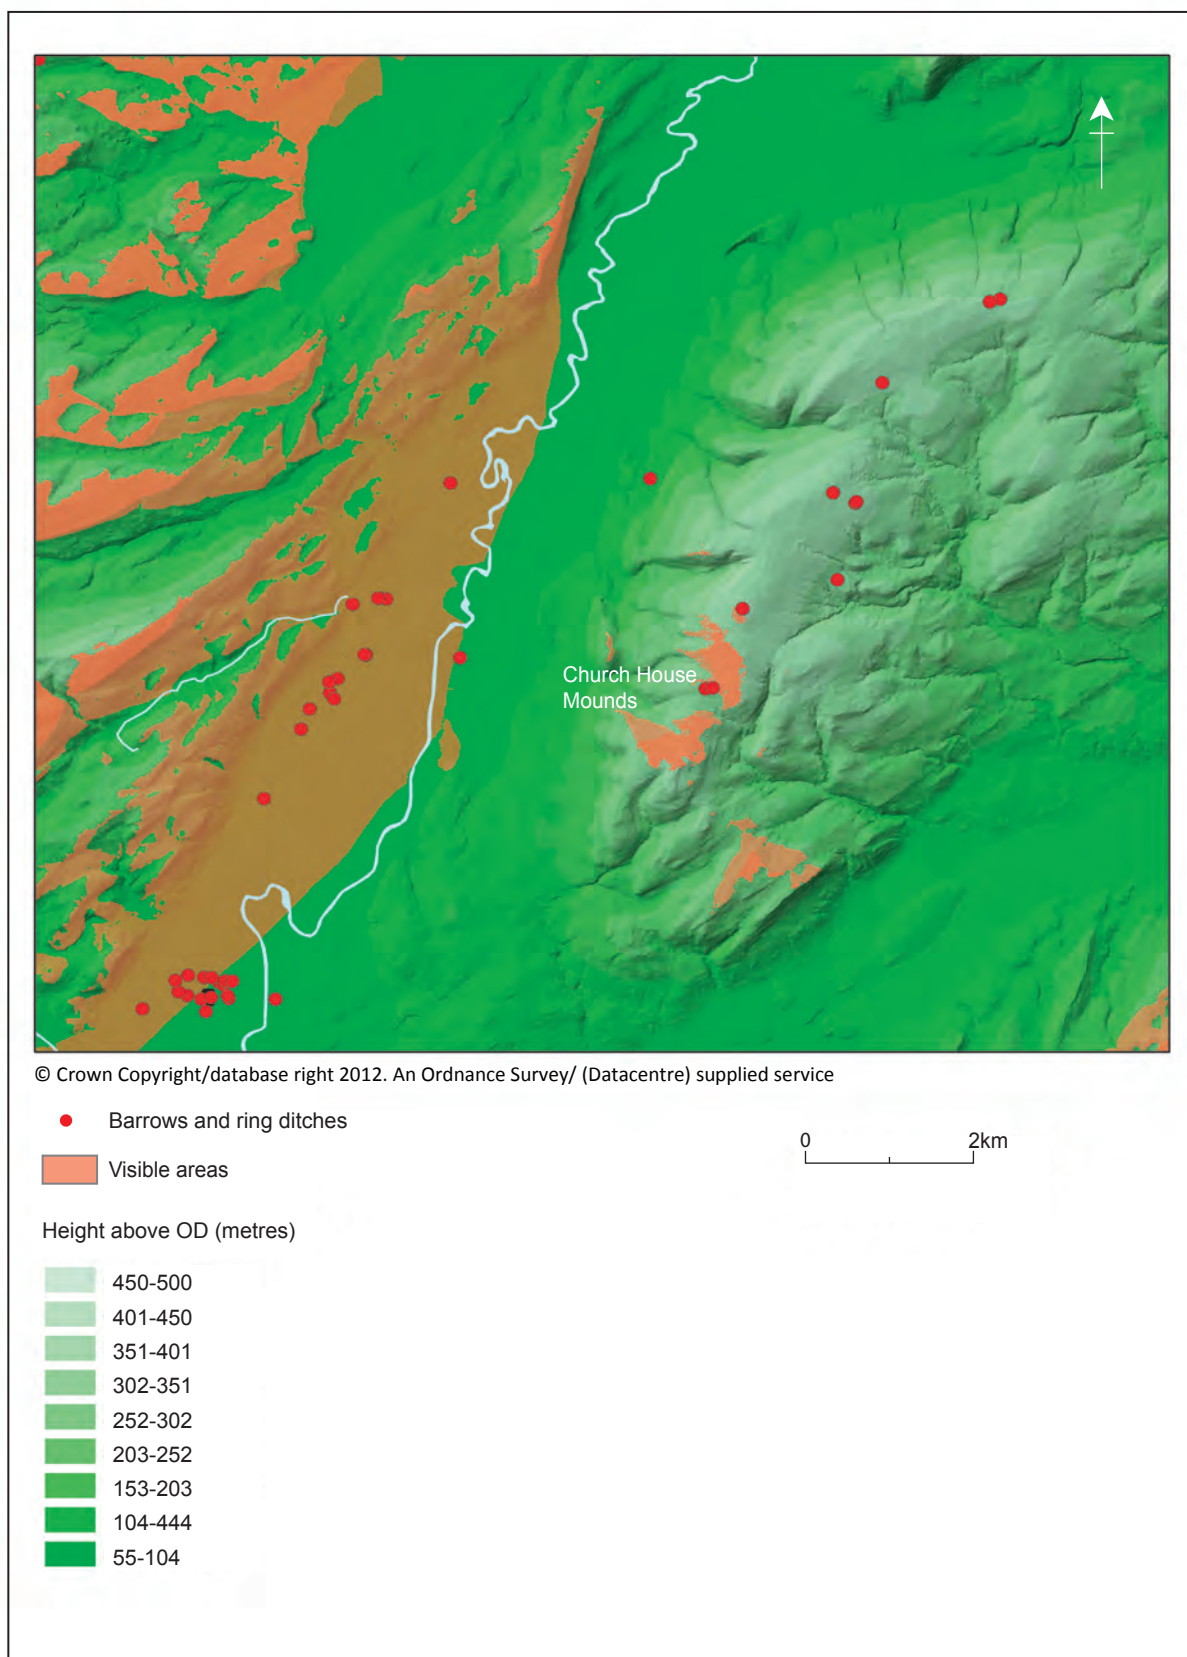 Church House
Mounds
© Crown Copyright/database right 2012. An Ordnance Survey/ (Datacentre) supplied service
Barrows and ring ditches
0 2km
Visible areas
Height above OD (metres)
450-500
401-450
351-401
302-351
252-302
203-252
153-203
104-444
55-104